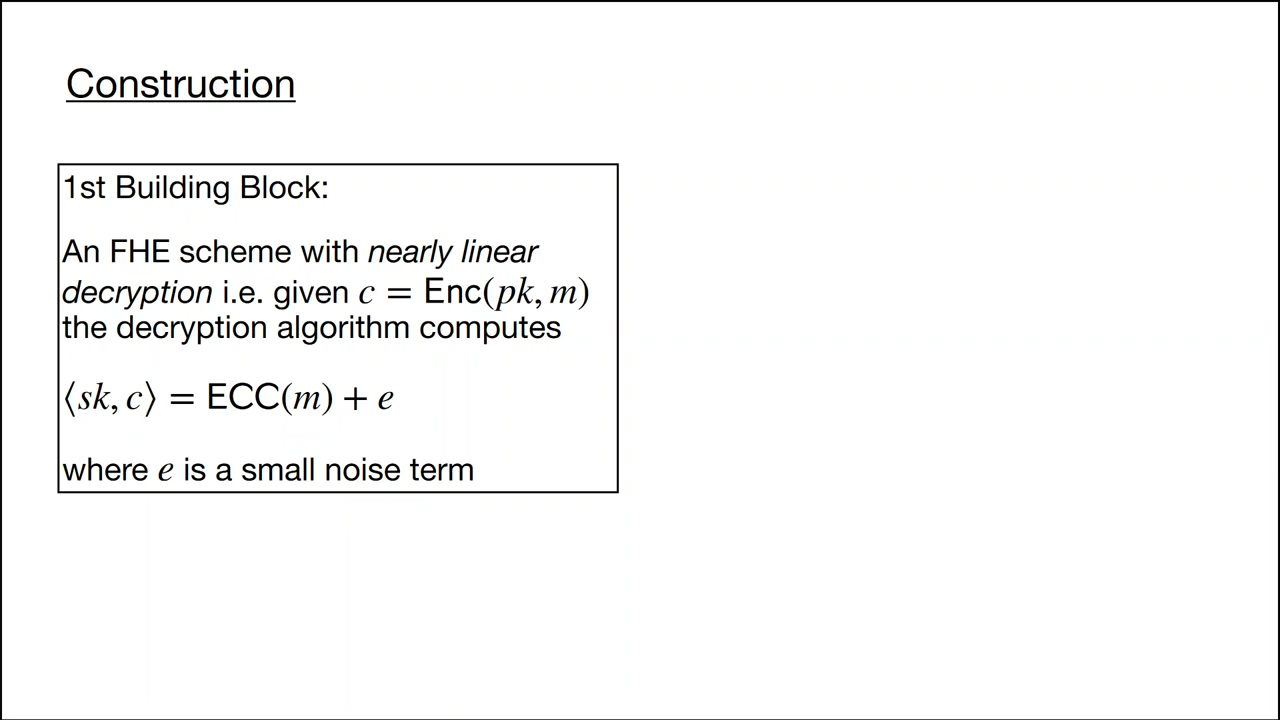 Construction
1st Building Block:
An FHE scheme with nearly linear
decryption i.e. given c = Enc(pk, m)
the decryption algorithm computes
⟨sk, c⟩ = ECC(m) + e
where e is a small noise term